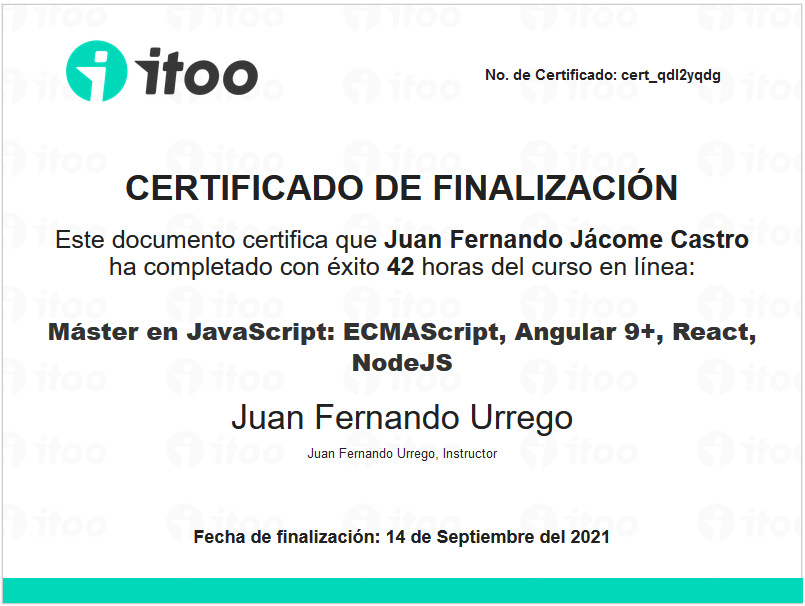 itoo
No. de Certificado: cert_qdl2yqdg
CERTIFICADO DE FINALIZACIÓN
Este documento certifica que Juan Fernando Jácome Castro
ha completado con éxito 42 horas del curso en línea:
Máster en JavaScript: ECMAScript, Angular 9+, React,
NodeJS
Juan Fernando Urrego
Juan Fernando Urrego, Instructor
Fecha de finalización: 14 de Septiembre del 2021